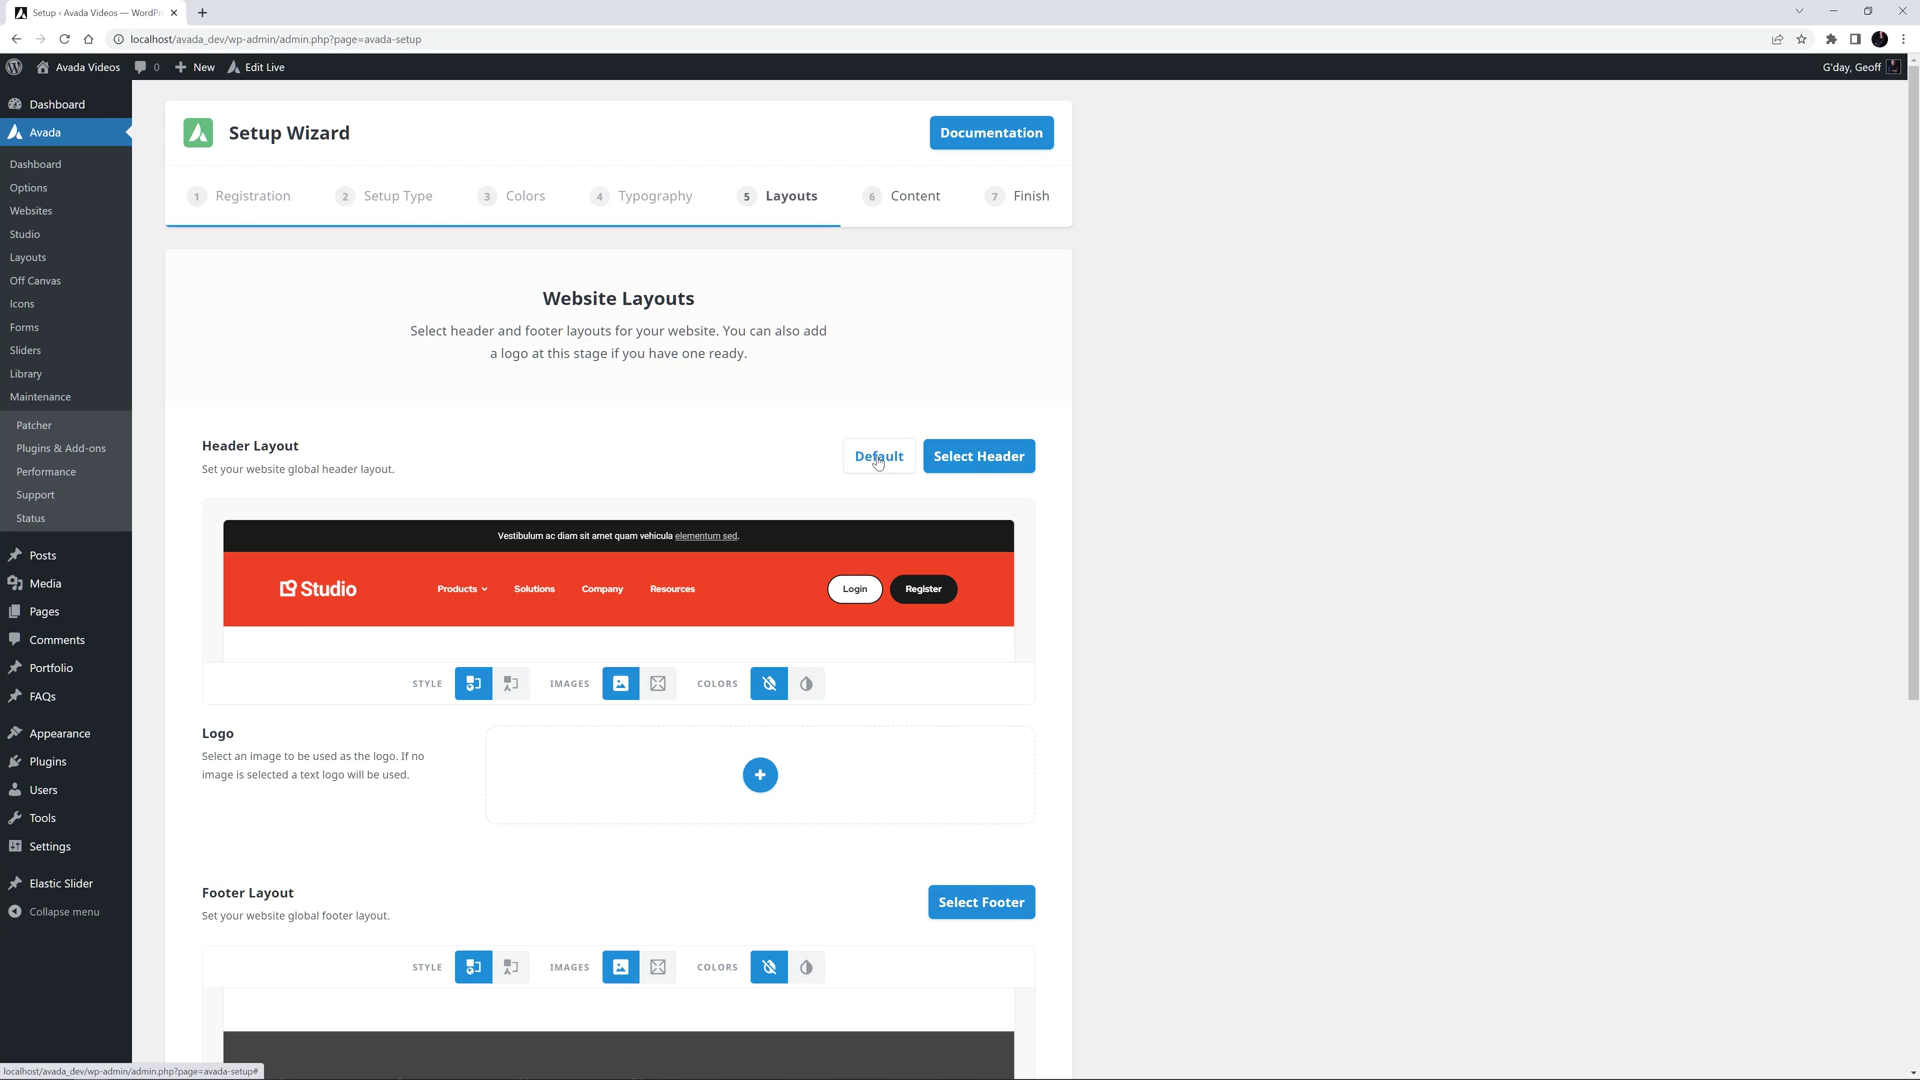 Setup ‹ Avada Videos — WordPr
localhost/avada_dev/wp-admin/admin.php?page=avada-setup
Avada Videos
0
New
Edit Live
G'day, Geoff
Dashboard
Avada
Dashboard
Options
Websites
Studio
Layouts
Off Canvas
Icons
Forms
Sliders
Library
Maintenance
Patcher
Plugins & Add-ons
Performance
Support
Status
Posts
Media
Pages
Comments
Portfolio
FAQs
Appearance
Plugins
Users
Tools
Settings
Elastic Slider
Collapse menu
Setup Wizard
Documentation
1 Registration
2 Setup Type
3 Colors
4 Typography
5 Layouts
6 Content
7 Finish
Website Layouts
Select header and footer layouts for your website. You can also add
a logo at this stage if you have one ready.
Header Layout
Set your website global header layout.
Default
Select Header
Vestibulum ac diam sit amet quam vehicula elementum sed.
Studio
Products
Solutions
Company
Resources
Login
Register
STYLE
IMAGES
COLORS
Logo
Select an image to be used as the logo. If no
image is selected a text logo will be used.
Footer Layout
Set your website global footer layout.
Select Footer
STYLE
IMAGES
COLORS
localhost/avada_dev/wp-admin/admin.php?page=avada-setup#